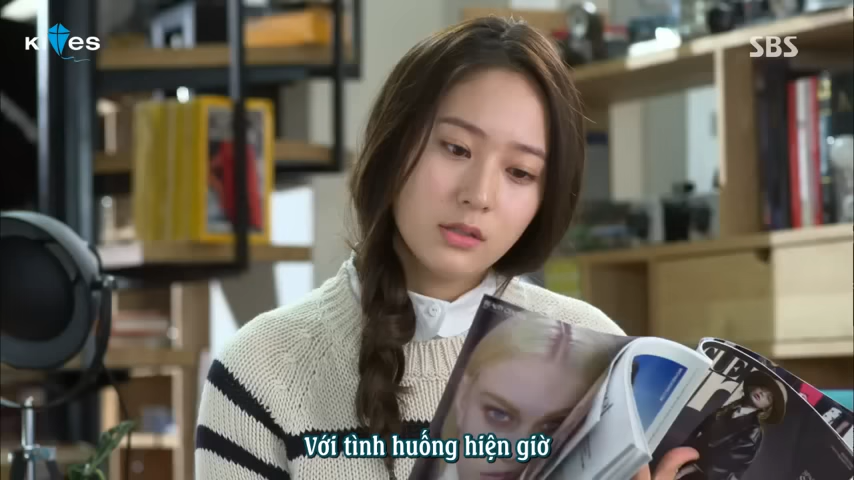 KITES
SBS
Với tình huống hiện giờ